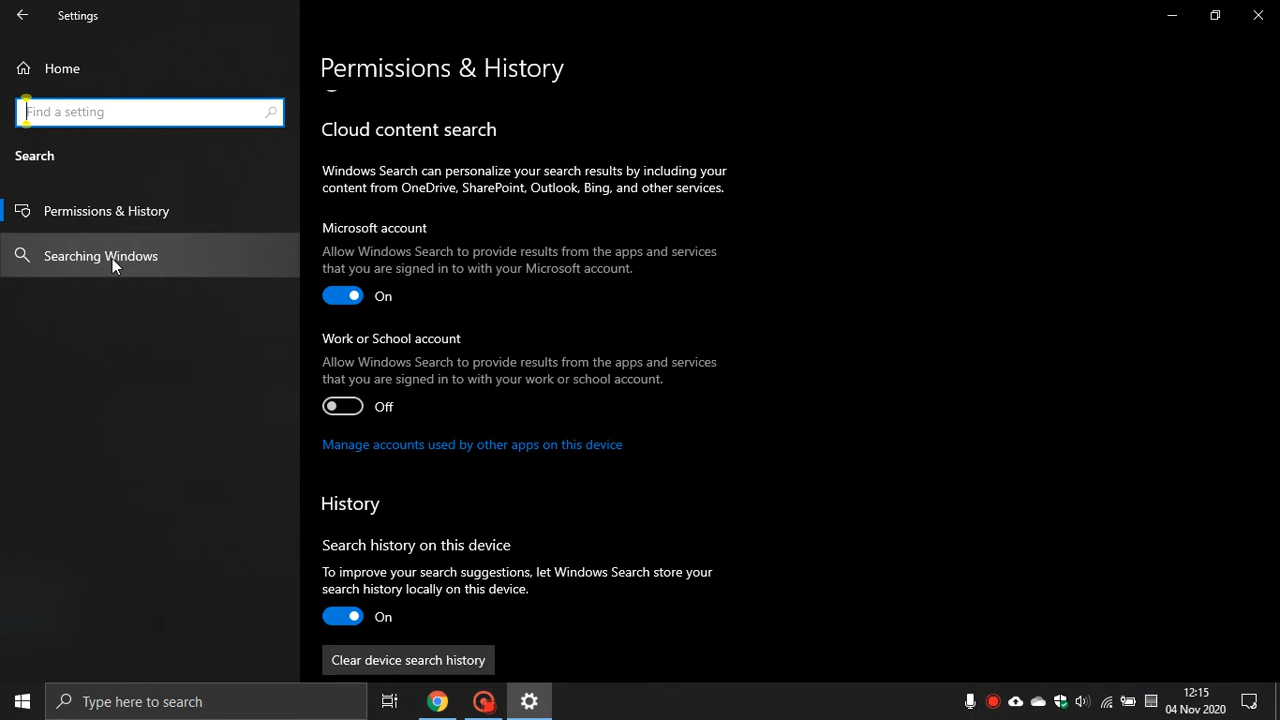 Settings
Home
Find a setting
Search
Permissions & History
Searching Windows
Permissions & History
Cloud content search
Windows Search can personalize your search results by including your
content from OneDrive, SharePoint, Outlook, Bing, and other services.
Microsoft account
Allow Windows Search to provide results from the apps and services
that you are signed in to with your Microsoft account.
On
Work or School account
Allow Windows Search to provide results from the apps and services
that you are signed in to with your work or school account.
Off
Manage accounts used by other apps on this device
History
Search history on this device
To improve your search suggestions, let Windows Search store your
search history locally on this device.
On
Clear device search history
Type here to search
12:15
04 Nov 2020